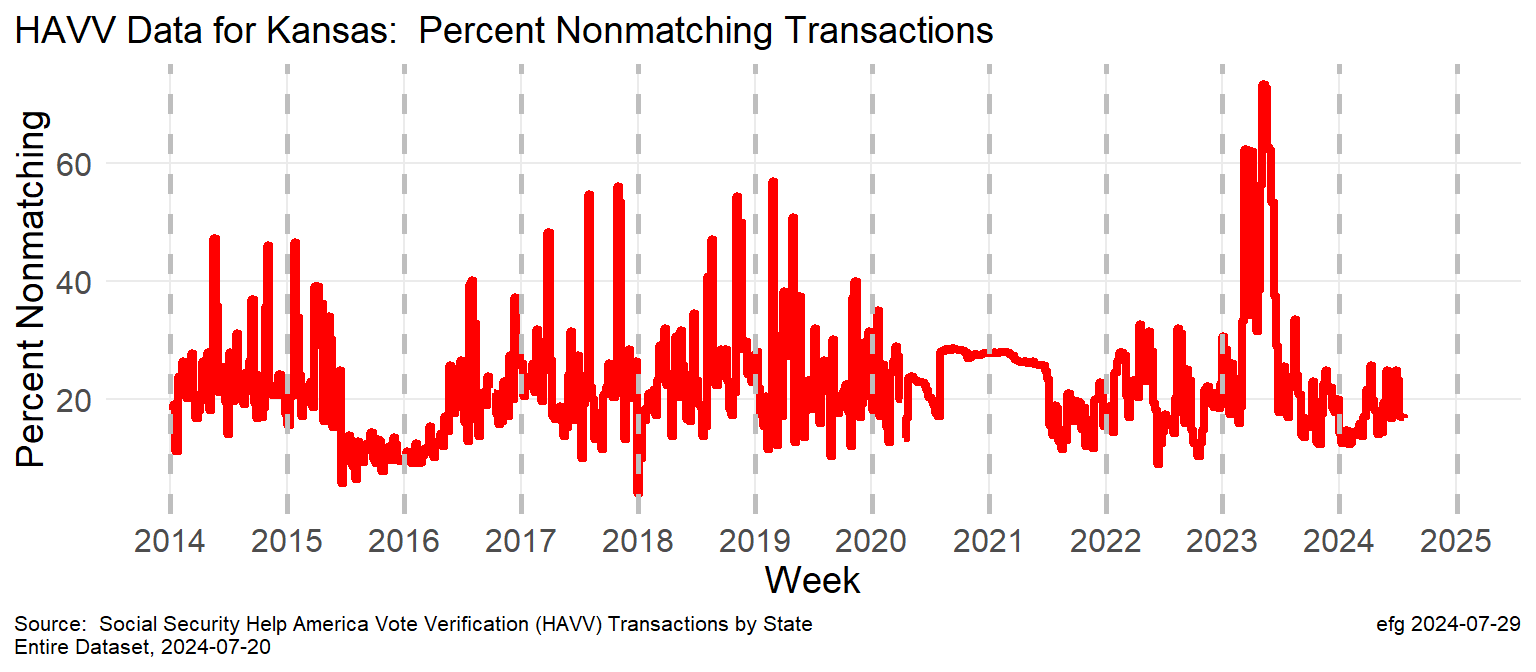 HAVV Data for Kansas:  Percent Nonmatching Transactions
Percent Nonmatching
60
40
20
2014 2015 2016 2017 2018 2019 2020 2021 2022 2023 2024 2025
Week
Source:  Social Security Help America Vote Verification (HAVV) Transactions by State
Entire Dataset, 2024-07-20
efg 2024-07-29